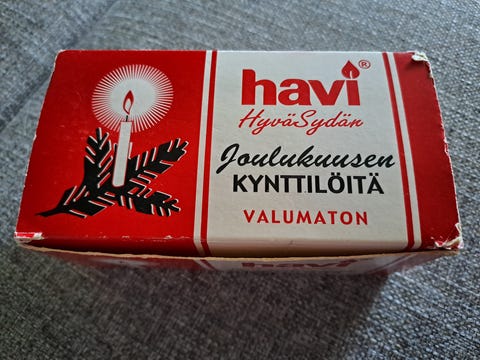 havi®
HyväSydän
Joulukuusen
KYNTTILÖITÄ
VALUMATON
havi